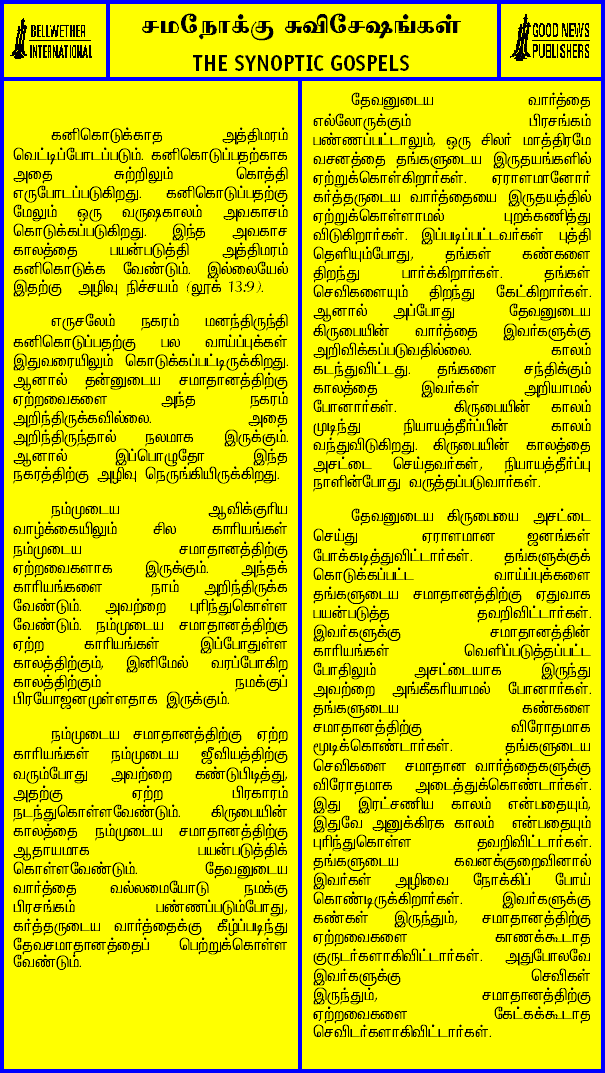 BELLWETHER
INTERNATIONAL
சமநோக்கு சுவிசேஷங்கள்
THE SYNOPTIC GOSPELS
GOOD NEWS
PUBLISHERS
கனிகொடுக்காத அத்திமரம்
வெட்டிப்போடப்படும். கனிகொடுப்பதற்காக
அதை சுற்றிலும் கொத்தி
எருபோடப்படுகிறது. கனிகொடுப்பதற்கு
மேலும் ஒரு வருஷகாலம் அவகாசம்
கொடுக்கப்படுகிறது. இந்த அவகாச
காலத்தை பயன்படுத்தி அத்திமரம்
கனிகொடுக்க வேண்டும். இல்லையேல்
இதற்கு அழிவு நிச்சயம் (லூக் 13:9).
எருசலேம் நகரம் மனந்திருந்தி
கனிகொடுப்பதற்கு பல வாய்ப்புக்கள்
இதுவரையிலும் கொடுக்கப்பட்டிருக்கிறது.
ஆனால் தன்னுடைய சமாதானத்திற்கு
ஏற்றவைகளை அந்த நகரம்
அறிந்திருக்கவில்லை. அதை
அறிந்திருந்தால் நலமாக இருக்கும்.
ஆனால் இப்பொழுதோ இந்த
நகரத்திற்கு அழிவு நெருங்கியிருக்கிறது.
நம்முடைய ஆவிக்குரிய
வாழ்க்கையிலும் சில காரியங்கள்
நம்முடைய சமாதானத்திற்கு
ஏற்றவைகளாக இருக்கும். அந்தக்
காரியங்களை நாம் அறிந்திருக்க
வேண்டும். அவற்றை புரிந்துகொள்ள
வேண்டும். நம்முடைய சமாதானத்திற்கு
ஏற்ற காரியங்கள் இப்போதுள்ள
காலத்திற்கும், இனிமேல் வரப்போகிற
காலத்திற்கும் நமக்குப்
பிரயோஜனமுள்ளதாக இருக்கும்.
நம்முடைய சமாதானத்திற்கு ஏற்ற
காரியங்கள் நம்முடைய ஜீவியத்திற்கு
வரும்போது அவற்றை கண்டுபிடித்து,
அதற்கு ஏற்ற பிரகாரம்
நடந்துகொள்ளவேண்டும். கிருபையின்
காலத்தை நம்முடைய சமாதானத்திற்கு
ஆதாயமாக பயன்படுத்திக்
கொள்ளவேண்டும். தேவனுடைய
வார்த்தை வல்லமையோடு நமக்கு
பிரசங்கம் பண்ணப்படும்போது,
கர்த்தருடைய வார்த்தைக்கு கீழ்ப்படிந்து
தேவசமாதானத்தைப் பெற்றுக்கொள்ள
வேண்டும்.
தேவனுடைய வார்த்தை
எல்லோருக்கும் பிரசங்கம்
பண்ணப்பட்டாலும், ஒரு சிலர் மாத்திரமே
வசனத்தை தங்களுடைய இருதயங்களில்
ஏற்றுக்கொள்கிறார்கள். ஏராளமானோர்
கர்த்தருடைய வார்த்தையை இருதயத்தில்
ஏற்றுக்கொள்ளாமல் புறக்கணித்து
விடுகிறார்கள். இப்படிப்பட்டவர்கள் புத்தி
தெளியும்போது, தங்கள் கண்களை
திறந்து பார்க்கிறார்கள். தங்கள்
செவிகளையும் திறந்து கேட்கிறார்கள்.
ஆனால் அப்போது தேவனுடைய
கிருபையின் வார்த்தை இவர்களுக்கு
அறிவிக்கப்படுவதில்லை. காலம்
கடந்துவிட்டது. தங்களை சந்திக்கும்
காலத்தை இவர்கள் அறியாமல்
போனார்கள். கிருபையின் காலம்
முடிந்து நியாயத்தீர்ப்பின் காலம்
வந்துவிடுகிறது. கிருபையின் காலத்தை
அசட்டை செய்தவர்கள், நியாயத்தீர்ப்பு
நாளின்போது வருத்தப்படுவார்கள்.
தேவனுடைய கிருபையை அசட்டை
செய்து ஏராளமான ஜனங்கள்
போக்கடித்துவிட்டார்கள். தங்களுக்குக்
கொடுக்கப்பட்ட வாய்ப்புக்களை
தங்களுடைய சமாதானத்திற்கு ஏதுவாக
பயன்படுத்த தவறிவிட்டார்கள்.
இவர்களுக்கு சமாதானத்தின்
காரியங்கள் வெளிப்படுத்தப்பட்ட
போதிலும் அசட்டையாக இருந்து
அவற்றை அங்கீகரியாமல் போனார்கள்.
தங்களுடைய கண்களை
சமாதானத்திற்கு விரோதமாக
மூடிக்கொண்டார்கள். தங்களுடைய
செவிகளை சமாதான வார்த்தைகளுக்கு
விரோதமாக அடைத்துக்கொண்டார்கள்.
இது இரட்சணிய காலம் என்பதையும்,
இதுவே அனுக்கிரக காலம் என்பதையும்
புரிந்துகொள்ள தவறிவிட்டார்கள்.
தங்களுடைய கவனக்குறைவினால்
இவர்கள் அழிவை நோக்கிப் போய்
கொண்டிருக்கிறார்கள். இவர்களுக்கு
கண்கள் இருந்தும், சமாதானத்திற்கு
ஏற்றவைகளை காணக்கூடாத
குருடர்களாகிவிட்டார்கள். அதுபோலவே
இவர்களுக்கு செவிகள்
இருந்தும், சமாதானத்திற்கு
ஏற்றவைகளை கேட்கக்கூடாத
செவிடர்களாகிவிட்டார்கள்.